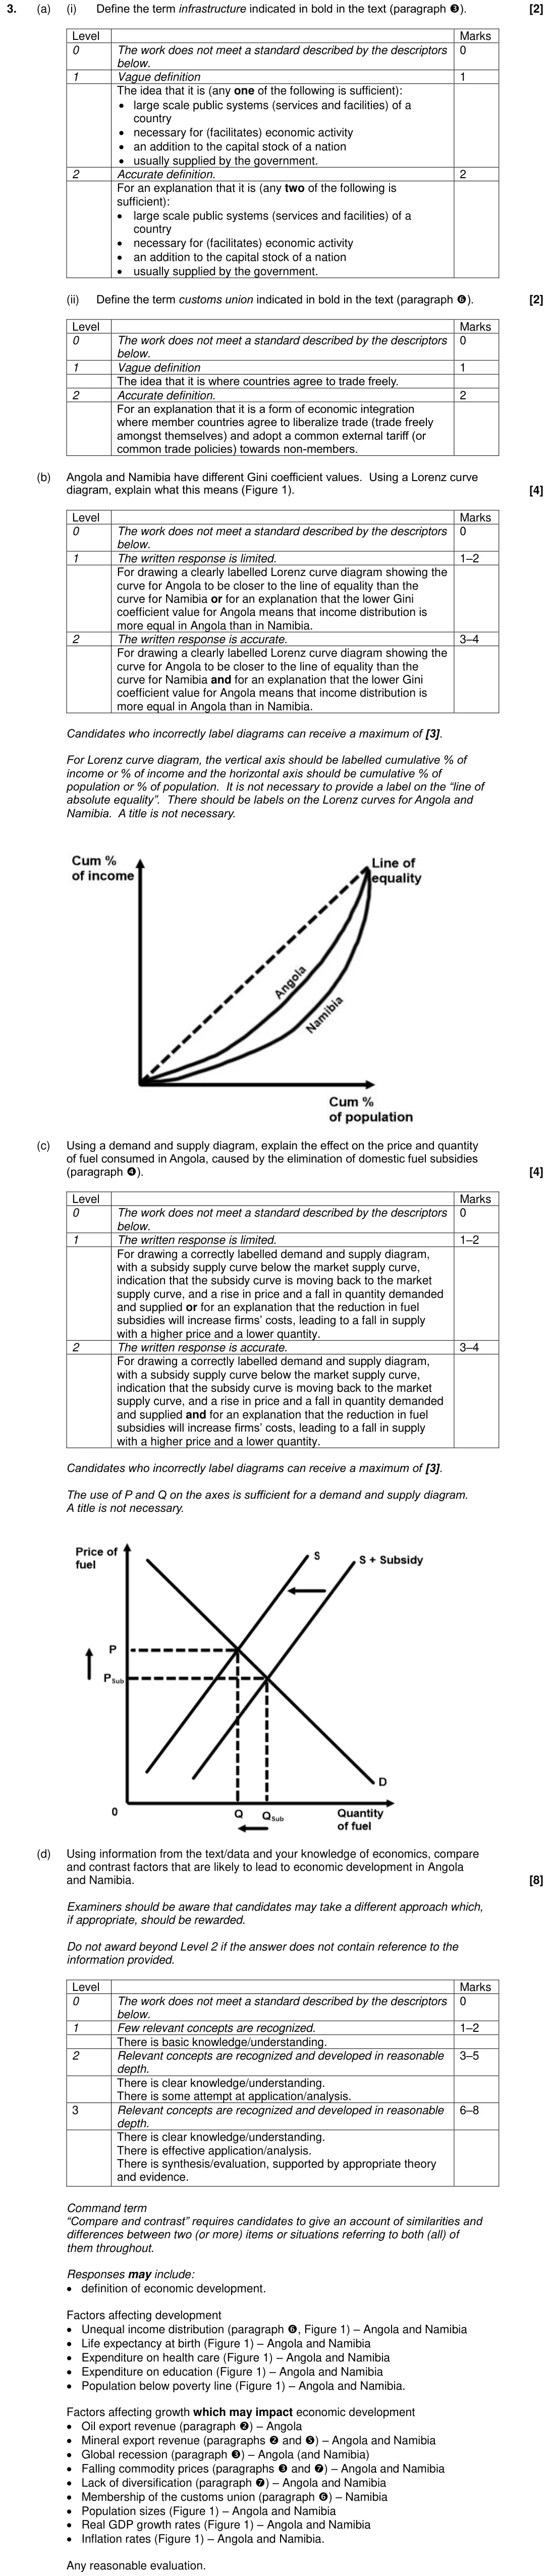 3. (a) (i) Define the term infrastructure indicated in bold in the text (paragraph ❸). [2]
Level Marks
0 The work does not meet a standard described by the descriptors 0
below.
1 Vague definition 1
The idea that it is (any one of the following is sufficient):
• large scale public systems (services and facilities) of a
country
• necessary for (facilitates) economic activity
• an addition to the capital stock of a nation
• usually supplied by the government.
2 Accurate definition. 2
For an explanation that it is (any two of the following is
sufficient):
• large scale public systems (services and facilities) of a
country
• necessary for (facilitates) economic activity
• an addition to the capital stock of a nation
• usually supplied by the government.
(ii) Define the term customs union indicated in bold in the text (paragraph ❻). [2]
Level Marks
0 The work does not meet a standard described by the descriptors 0
below.
1 Vague definition 1
The idea that it is where countries agree to trade freely.
2 Accurate definition. 2
For an explanation that it is a form of economic integration
where member countries agree to liberalize trade (trade freely
amongst themselves) and adopt a common external tariff (or
common trade policies) towards non-members.
(b) Angola and Namibia have different Gini coefficient values. Using a Lorenz curve
diagram, explain what this means (Figure 1). [4]
Level Marks
0 The work does not meet a standard described by the descriptors 0
below.
1 The written response is limited. 1–2
For drawing a clearly labelled Lorenz curve diagram showing the
curve for Angola to be closer to the line of equality than the
curve for Namibia or for an explanation that the lower Gini
coefficient value for Angola means that income distribution is
more equal in Angola than in Namibia.
2 The written response is accurate. 3–4
For drawing a clearly labelled Lorenz curve diagram showing the
curve for Angola to be closer to the line of equality than the
curve for Namibia and for an explanation that the lower Gini
coefficient value for Angola means that income distribution is
more equal in Angola than in Namibia.
Candidates who incorrectly label diagrams can receive a maximum of [3].
For Lorenz curve diagram, the vertical axis should be labelled cumulative % of
income or % of income and the horizontal axis should be cumulative % of
population or % of population. It is not necessary to provide a label on the “line of
absolute equality”. There should be labels on the Lorenz curves for Angola and
Namibia. A title is not necessary.
Cum %
of income
Line of
equality
Angola
Namibia
Cum %
of population
(c) Using a demand and supply diagram, explain the effect on the price and quantity
of fuel consumed in Angola, caused by the elimination of domestic fuel subsidies
(paragraph ❹). [4]
Level Marks
0 The work does not meet a standard described by the descriptors 0
below.
1 The written response is limited. 1–2
For drawing a correctly labelled demand and supply diagram,
with a subsidy supply curve below the market supply curve,
indication that the subsidy curve is moving back to the market
supply curve, and a rise in price and a fall in quantity demanded
and supplied or for an explanation that the reduction in fuel
subsidies will increase firms’ costs, leading to a fall in supply
with a higher price and a lower quantity.
2 The written response is accurate. 3–4
For drawing a correctly labelled demand and supply diagram,
with a subsidy supply curve below the market supply curve,
indication that the subsidy curve is moving back to the market
supply curve, and a rise in price and a fall in quantity demanded
and supplied and for an explanation that the reduction in fuel
subsidies will increase firms’ costs, leading to a fall in supply
with a higher price and a lower quantity.
Candidates who incorrectly label diagrams can receive a maximum of [3].
The use of P and Q on the axes is sufficient for a demand and supply diagram.
A title is not necessary.
Price of
fuel
S
S + Subsidy
P
P Sub
D
0
Q
Q Sub
Quantity
of fuel
(d) Using information from the text/data and your knowledge of economics, compare
and contrast factors that are likely to lead to economic development in Angola
and Namibia. [8]
Examiners should be aware that candidates may take a different approach which,
if appropriate, should be rewarded.
Do not award beyond Level 2 if the answer does not contain reference to the
information provided.
Level Marks
0 The work does not meet a standard described by the descriptors 0
below.
1 Few relevant concepts are recognized. 1–2
There is basic knowledge/understanding.
2 Relevant concepts are recognized and developed in reasonable 3–5
depth.
There is clear knowledge/understanding.
There is some attempt at application/analysis.
3 Relevant concepts are recognized and developed in reasonable 6–8
depth.
There is clear knowledge/understanding.
There is effective application/analysis.
There is synthesis/evaluation, supported by appropriate theory
and evidence.
Command term
“Compare and contrast” requires candidates to give an account of similarities and
differences between two (or more) items or situations referring to both (all) of
them throughout.
Responses may include:
• definition of economic development.
Factors affecting development
• Unequal income distribution (paragraph ❻, Figure 1) – Angola and Namibia
• Life expectancy at birth (Figure 1) – Angola and Namibia
• Expenditure on health care (Figure 1) – Angola and Namibia
• Expenditure on education (Figure 1) – Angola and Namibia
• Population below poverty line (Figure 1) – Angola and Namibia.
Factors affecting growth which may impact economic development
• Oil export revenue (paragraph ❷) – Angola
• Mineral export revenue (paragraphs ❷ and ❺) – Angola and Namibia
• Global recession (paragraph ❸) – Angola (and Namibia)
• Falling commodity prices (paragraphs ❸ and ❼) – Angola and Namibia
• Lack of diversification (paragraph ❼) – Angola and Namibia
• Membership of the customs union (paragraph ❻) – Namibia
• Population sizes (Figure 1) – Angola and Namibia
• Real GDP growth rates (Figure 1) – Angola and Namibia
• Inflation rates (Figure 1) – Angola and Namibia.
Any reasonable evaluation.